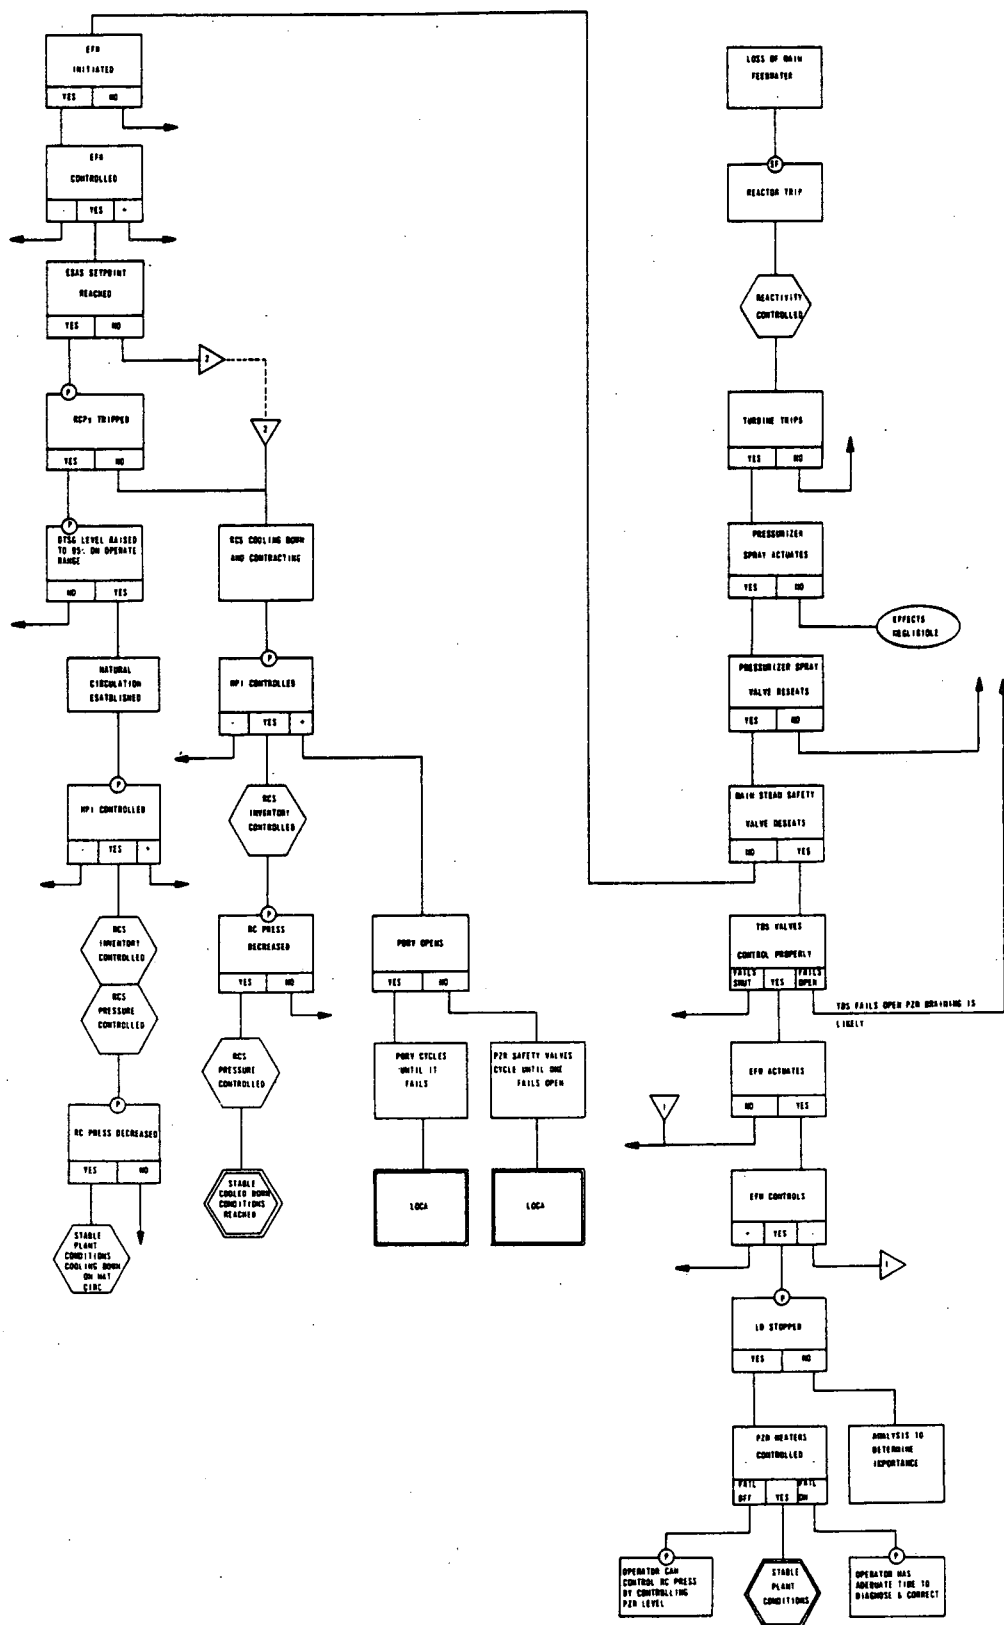 EFW
INITIATED
YES NO
EFW
CONTROLLED
- YES +
ESAS SETPOINT
REACHED
YES NO
2
2
P
RCPs TRIPPED
YES NO
P
OTSG LEVEL RAISED
TO 95% ON OPERATE
RANGE
NO YES
NATURAL
CIRCULATION
ESATBLISHED
P
HPI CONTROLLED
- YES +
RCS
INVENTORY
CONTROLLED
RCS
PRESSURE
CONTROLLED
P
RC PRESS DECREASED
YES NO
STABLE
PLANT
CONDITIONS
COOLING DOWN
ON NAT
CIRC
RCS COOLING DOWN
AND CONTRACTING
P
HPI CONTROLLED
- YES +
RCS
INVENTORY
CONTROLLED
P
RC PRESS
DECREASED
YES NO
RCS
PRESSURE
CONTROLLED
STABLE
COOLED DOWN
CONDITIONS
REACHED
PORV OPENS
YES NO
PORV CYCLES
UNTIL IT
FAILS
PZR SAFETY VALVES
CYCLE UNTIL ONE
FAILS OPEN
LOCA
LOCA
LOSS OF MAIN
FEEDWATER
SF
REACTOR TRIP
REACTIVITY
CONTROLLED
TURBINE TRIPS
YES NO
PRESSURIZER
SPRAY ACTUATES
YES NO
EFFECTS
NEGLIGIBLE
PRESSURIZER SPRAY
VALVE RESEATS
YES NO
MAIN STEAM SAFETY
VALVE RESEATS
NO YES
TBS VALVES
CONTROL PROPERLY
FAILS
SHUT
YES
FAILS
OPEN
TBS FAILS OPEN PZR DRAINING IS
LIKELY
EFW ACTUATES
NO YES
1
EFW CONTROLS
+ YES -
1
P
LD STOPPED
YES NO
PZR HEATERS
CONTROLLED
FAIL
OFF
YES
FAIL
ON
ANALYSIS TO
DETERMINE
IMPORTANCE
P
OPERATOR CAN
CONTROL RC PRESS
BY CONTROLLING
PZR LEVEL
STABLE
PLANT
CONDITIONS
P
OPERATOR HAS
ADEQUATE TIME TO
DIAGNOSE & CORRECT